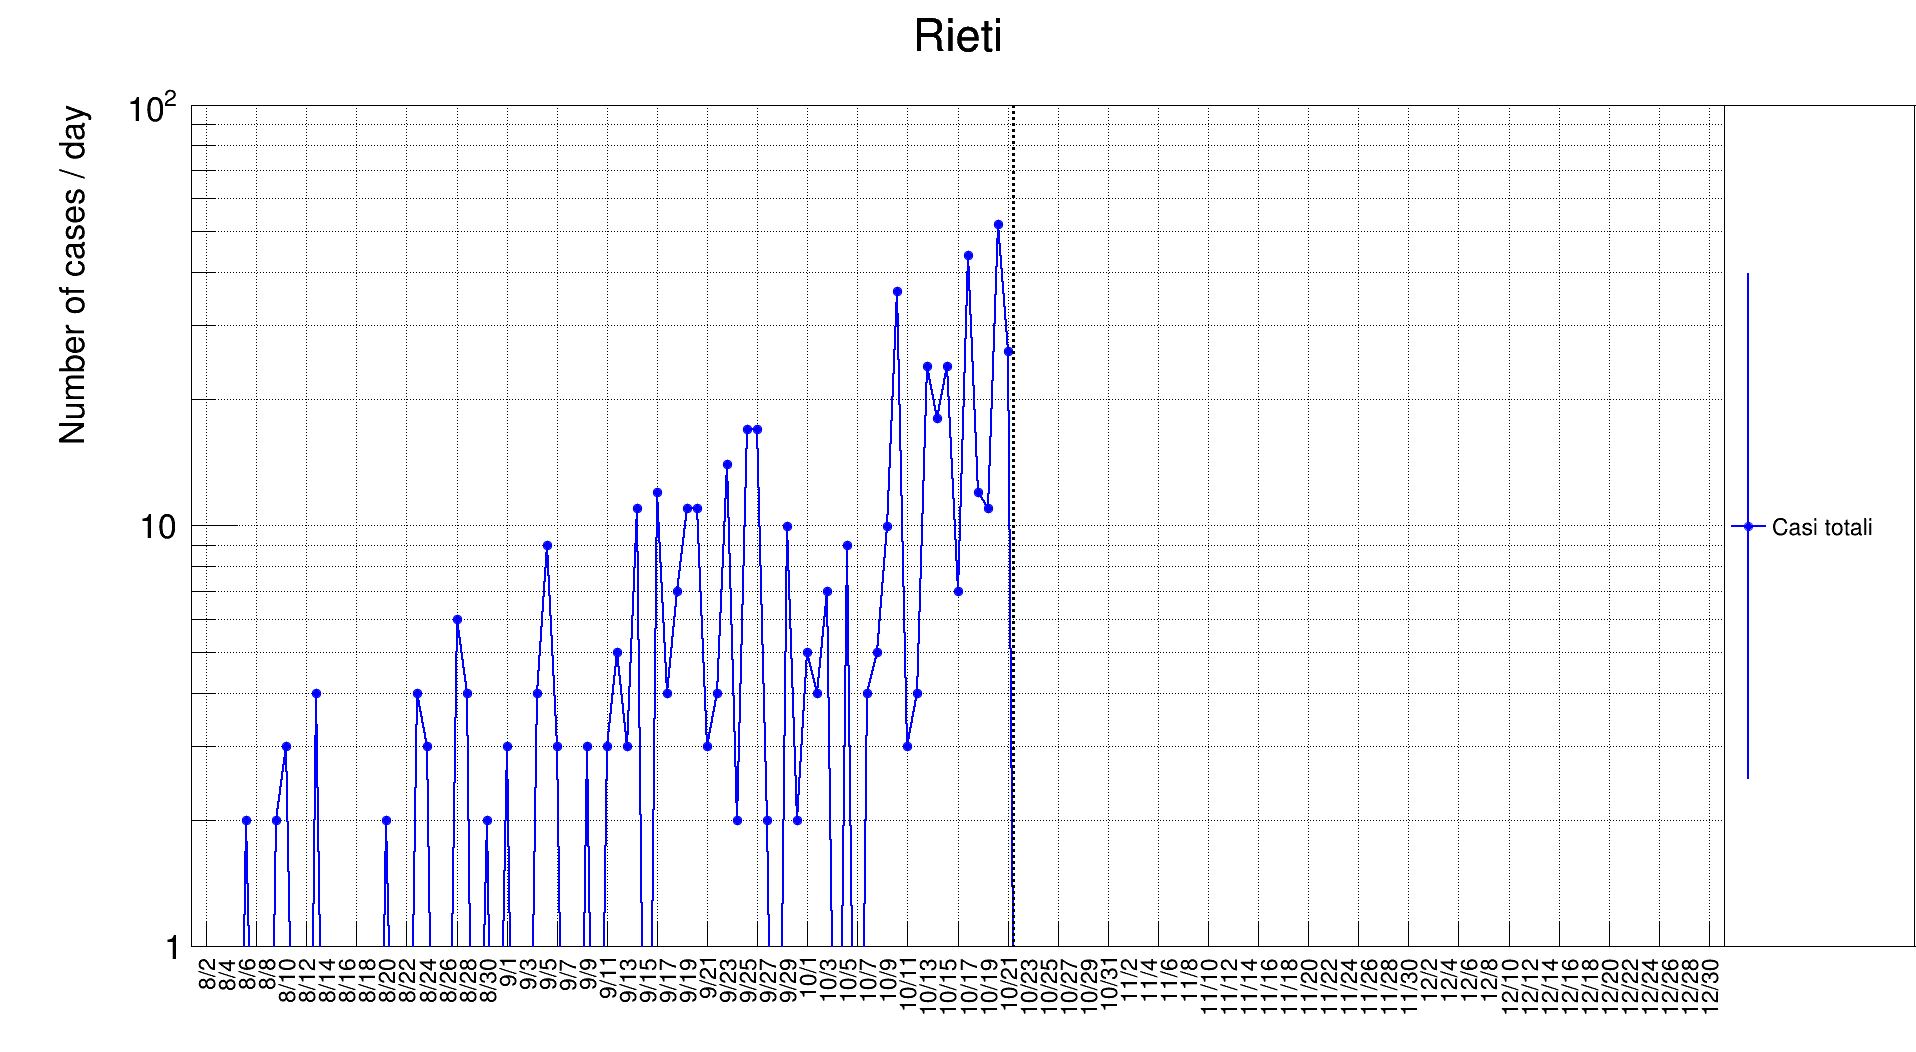 Rieti
Number of cases / day
10²
10
1
Casi totali
8/2 8/4 8/6 8/8 8/10 8/12 8/14 8/16 8/18 8/20 8/22 8/24 8/26 8/28 8/30 9/1 9/3 9/5 9/7 9/9 9/11 9/13 9/15 9/17 9/19 9/21 9/23 9/25 9/27 9/29 10/1 10/3 10/5 10/7 10/9 10/11 10/13 10/15 10/17 10/19 10/21 10/23 10/25 10/27 10/29 10/31 11/2 11/4 11/6 11/8 11/10 11/12 11/14 11/16 11/18 11/20 11/22 11/24 11/26 11/28 11/30 12/2 12/4 12/6 12/8 12/10 12/12 12/14 12/16 12/18 12/20 12/22 12/24 12/26 12/28 12/30